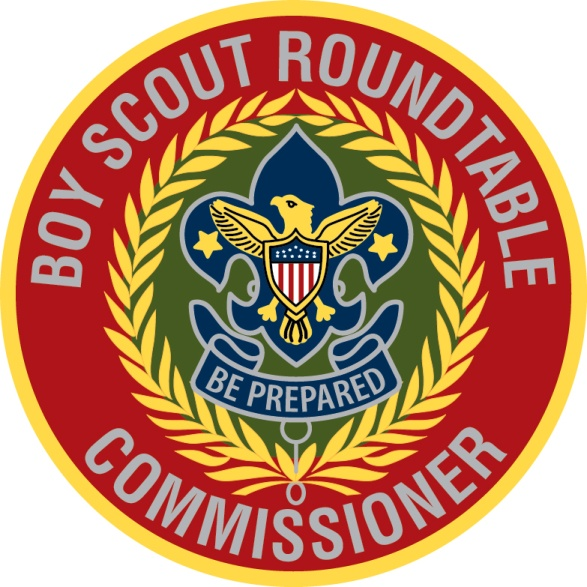 BOY SCOUT ROUNDTABLE
BE PREPARED
COMMISSIONER